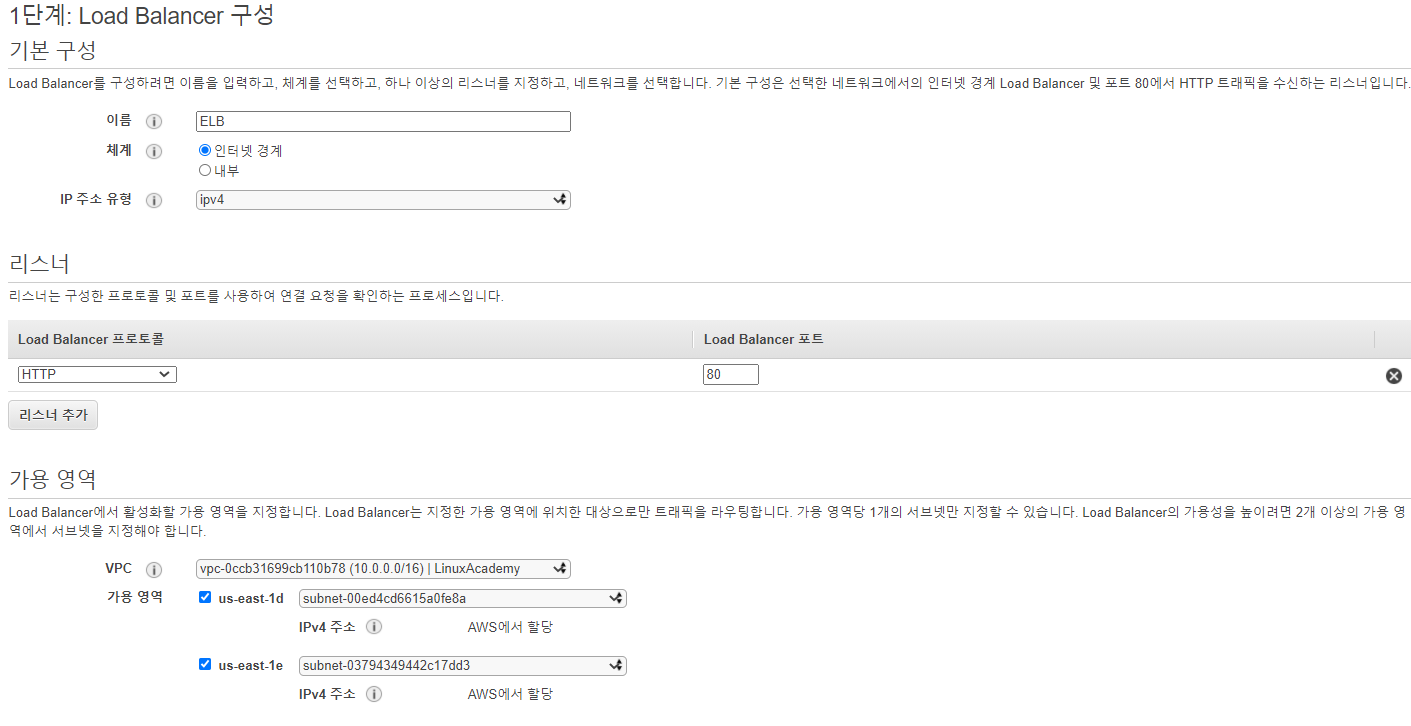 1단계: Load Balancer 구성
기본 구성
Load Balancer를 구성하려면 이름을 입력하고, 체계를 선택하고, 하나 이상의 리스너를 지정하고, 네트워크를 선택합니다. 기본 구성은 선택한 네트워크에서의 인터넷 경계 Load Balancer 및 포트 80에서 HTTP 트래픽을 수신하는 리스너입니다.
이름 ELB
체계 인터넷 경계
내부
IP 주소 유형 ipv4
리스너
리스너는 구성한 프로토콜 및 포트를 사용하여 연결 요청을 확인하는 프로세스입니다.
Load Balancer 프로토콜 Load Balancer 포트
HTTP 80
리스너 추가
가용 영역
Load Balancer에서 활성화할 가용 영역을 지정합니다. Load Balancer는 지정한 가용 영역에 위치한 대상으로만 트래픽을 라우팅합니다. 가용 영역당 1개의 서브넷만 지정할 수 있습니다. Load Balancer의 가용성을 높이려면 2개 이상의 가용 영
역에서 서브넷을 지정해야 합니다.
VPC vpc-0ccb31699cb110b78 (10.0.0.0/16) | LinuxAcademy
가용 영역 us-east-1d subnet-00ed4cd6615a0fe8a
IPv4 주소 AWS에서 할당
us-east-1e subnet-03794349442c17dd3
IPv4 주소 AWS에서 할당